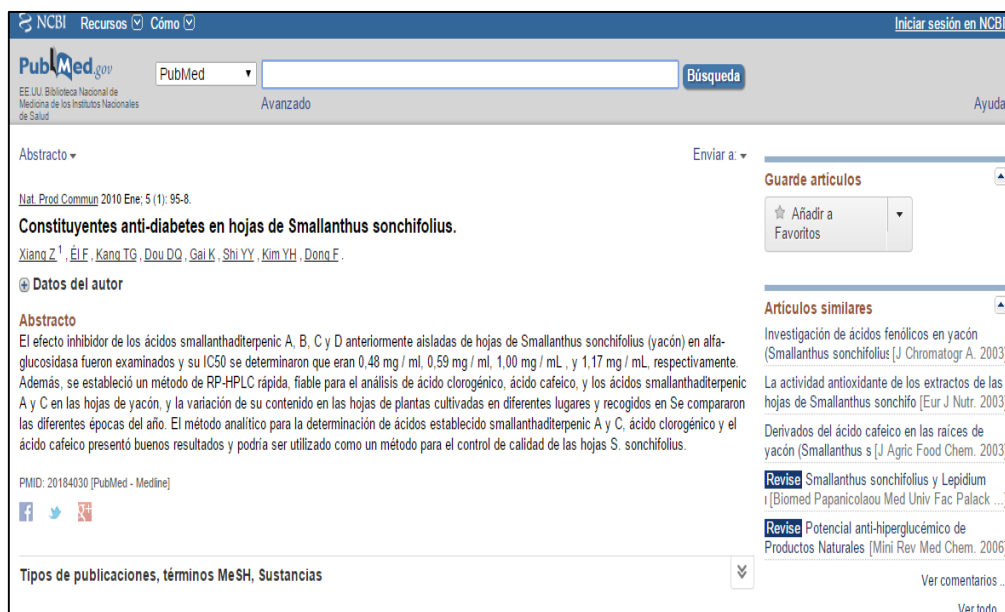 NCBI Recursos Cómo Iniciar sesión en NCBI
PubMed.gov
EE.UU. Biblioteca Nacional de
Medicina de los Institutos Nacionales
de Salud
PubMed
Búsqueda
Avanzado
Ayuda
Abstracto
Enviar a:
Nat. Prod Commun 2010 Ene; 5 (1): 95-8.
Constituyentes anti-diabetes en hojas de Smallanthus sonchifolius.
Xiang Z 1 , Él F , Kang TG , Dou DQ , Gai K , Shi YY , Kim YH , Dong F .
Datos del autor
Abstracto
El efecto inhibidor de los ácidos smallanthaditerpenic A, B, C y D anteriormente aisladas de hojas de Smallanthus sonchifolius (yacón) en alfa-
glucosidasa fueron examinados y su IC50 se determinaron que eran 0,48 mg / ml, 0,59 mg / ml, 1,00 mg / mL , y 1,17 mg / mL, respectivamente.
Además, se estableció un método de RP-HPLC rápida, fiable para el análisis de ácido clorogénico, ácido cafeico, y los ácidos smallanthaditerpenic
A y C en las hojas de yacón, y la variación de su contenido en las hojas de plantas cultivadas en diferentes lugares y recogidos en Se compararon
las diferentes épocas del año. El método analítico para la determinación de ácidos establecido smallanthaditerpenic A y C, ácido clorogénico y el
ácido cafeico presentó buenos resultados y podría ser utilizado como un método para el control de calidad de las hojas S. sonchifolius.
PMID: 20184030 [PubMed - Medline]
Tipos de publicaciones, términos MeSH, Sustancias
Guarde artículos
Añadir a
Favoritos
Artículos similares
Investigación de ácidos fenólicos en yacón
(Smallanthus sonchifolius [J Chromatogr A. 2003]
La actividad antioxidante de los extractos de las
hojas de Smallanthus sonchifo [Eur J Nutr. 2003]
Derivados del ácido cafeico en las raíces de
yacón (Smallanthus s [J Agric Food Chem. 2003]
Revise Smallanthus sonchifolius y Lepidium
[Biomed Papanicolaou Med Univ Fac Palack ...]
Revise Potencial anti-hiperglucémico de
Productos Naturales [Mini Rev Med Chem. 2006]
Ver comentarios ...
Ver todo...